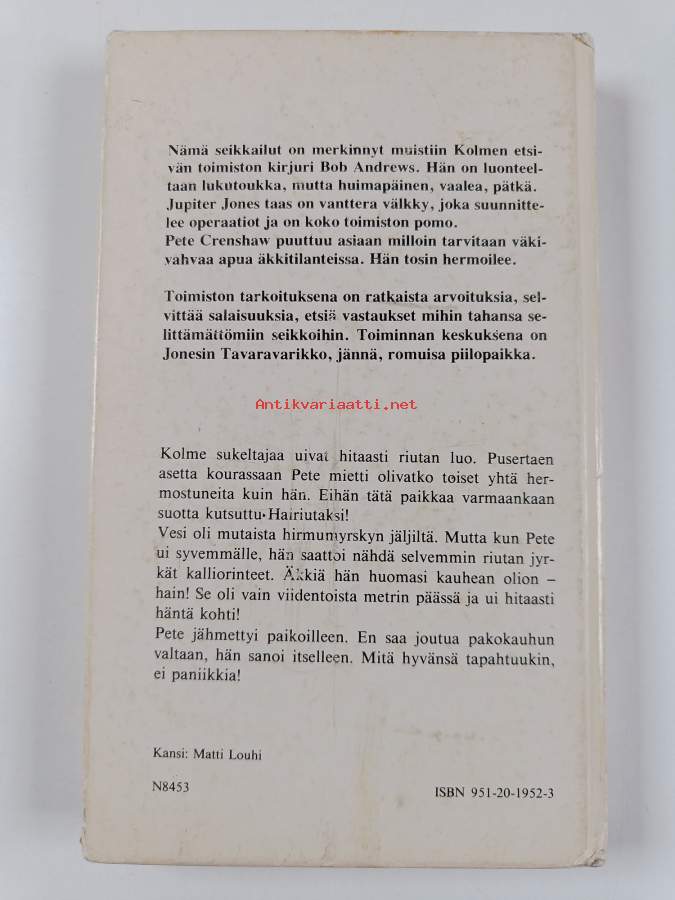 Nämä seikkailut on merkinnyt muistiin Kolmen etsi-
vän toimiston kirjuri Bob Andrews. Hän on luonteel-
taan lukutoukka, mutta huimapäinen, vaalea, pätkä.
Jupiter Jones taas on vanttera välkky, joka suunnitte-
lee operaatiot ja on koko toimiston pomo.
Pete Crenshaw puuttuu asiaan milloin tarvitaan väki-
vahvaa apua äkkitilanteissa. Hän tosin hermoilee.
Toimiston tarkoituksena on ratkaista arvoituksia, sel-
vittää salaisuuksia, etsiä vastaukset mihin tahansa se-
littämättömiin seikkoihin. Toiminnan keskuksena on
Jonesin Tavaravarikko, jännä, romuisa piilopaikka.
Antikvariaatti.net
Kolme sukeltajaa uivat hitaasti riutan luo. Pusertaen
asetta kourassaan Pete mietti olivatko toiset yhtä her-
mostuneita kuin hän. Eihän tätä paikkaa varmaankaan
suotta kutsuttu Hairiutaksi!
Vesi oli mutaista hirmumyrskyn jäljiltä. Mutta kun Pete
ui syvemmälle, hän saattoi nähdä selvemmin riutan jyr-
kät kalliorinteet. Äkkiä hän huomasi kauhean olion –
hain! Se oli vain viidentoista metrin päässä ja ui hitaasti
häntä kohti!
Pete jähmettyi paikoilleen. En saa joutua pakokauhun
valtaan, hän sanoi itselleen. Mitä hyvänsä tapahtuukin,
ei paniikkia!
Kansi: Matti Louhi
N8453
ISBN 951-20-1952-3